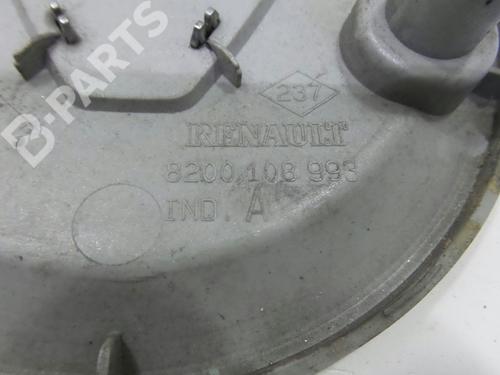 B-PARTS
237
RENAULT
8200 108 993
IND. A